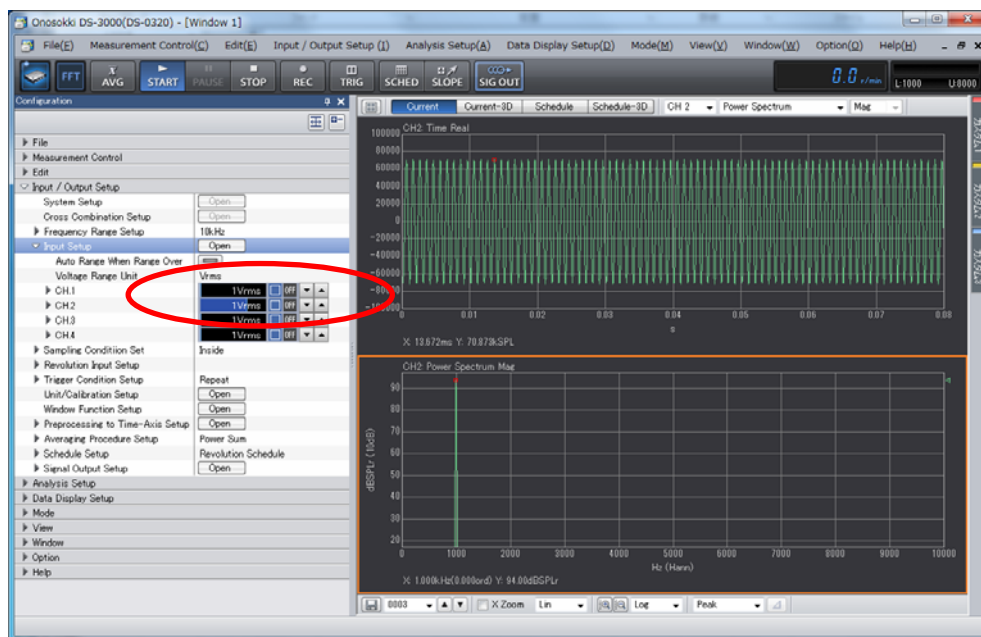 Onosokki DS-3000(DS-0320) - [Window 1]
File(F) Measurement Control(C) Edit(E) Input / Output Setup (I) Analysis Setup(A) Data Display Setup(D) Mode(M) View(V) Window(W) Option(O) Help(H)
FFT AVG START PAUSE STOP REC TRIG SCHED SLOPE SIG OUT 0.0 r/min L:1000 U:8000
Configuration
File
Measurement Control
Edit
Input / Output Setup
System Setup Open
Cross Combination Setup Open
Frequency Range Setup 10kHz
Input Setup Open
Auto Range When Range Over
Voltage Range Unit Vrms
CH.1 1Vrms OFF
CH.2 1Vrms OFF
CH.3 1Vrms OFF
CH.4 1Vrms OFF
Sampling Conditiion Set Inside
Revolution Input Setup
Trigger Condition Setup Repeat
Unit/Calibration Setup Open
Window Function Setup Open
Preprocessing to Time-Axis Setup Open
Averaging Procedure Setup Power Sum
Schedule Setup Revolution Schedule
Signal Output Setup Open
Analysis Setup
Data Display Setup
Mode
View
Window
Option
Help
Current Current-3D Schedule Schedule-3D CH 2 Power Spectrum Mag
CH2: Time Real
100000
80000
60000
40000
20000
0
-20000
-40000
-60000
-80000
0 0.01 0.02 0.03 0.04 0.05 0.06 0.07 0.08
s
X: 13.672ms Y: 70.873kSPL
CH2: Power Spectrum Mag
dBSPLr (10dB)
90
80
70
60
50
40
30
20
0 1000 2000 3000 4000 5000 6000 7000 8000 9000 10000
Hz (Hann)
X: 1.000kHz(0.000ord) Y: 94.00dBSPLr
0003 X Zoom Lin Log Peak